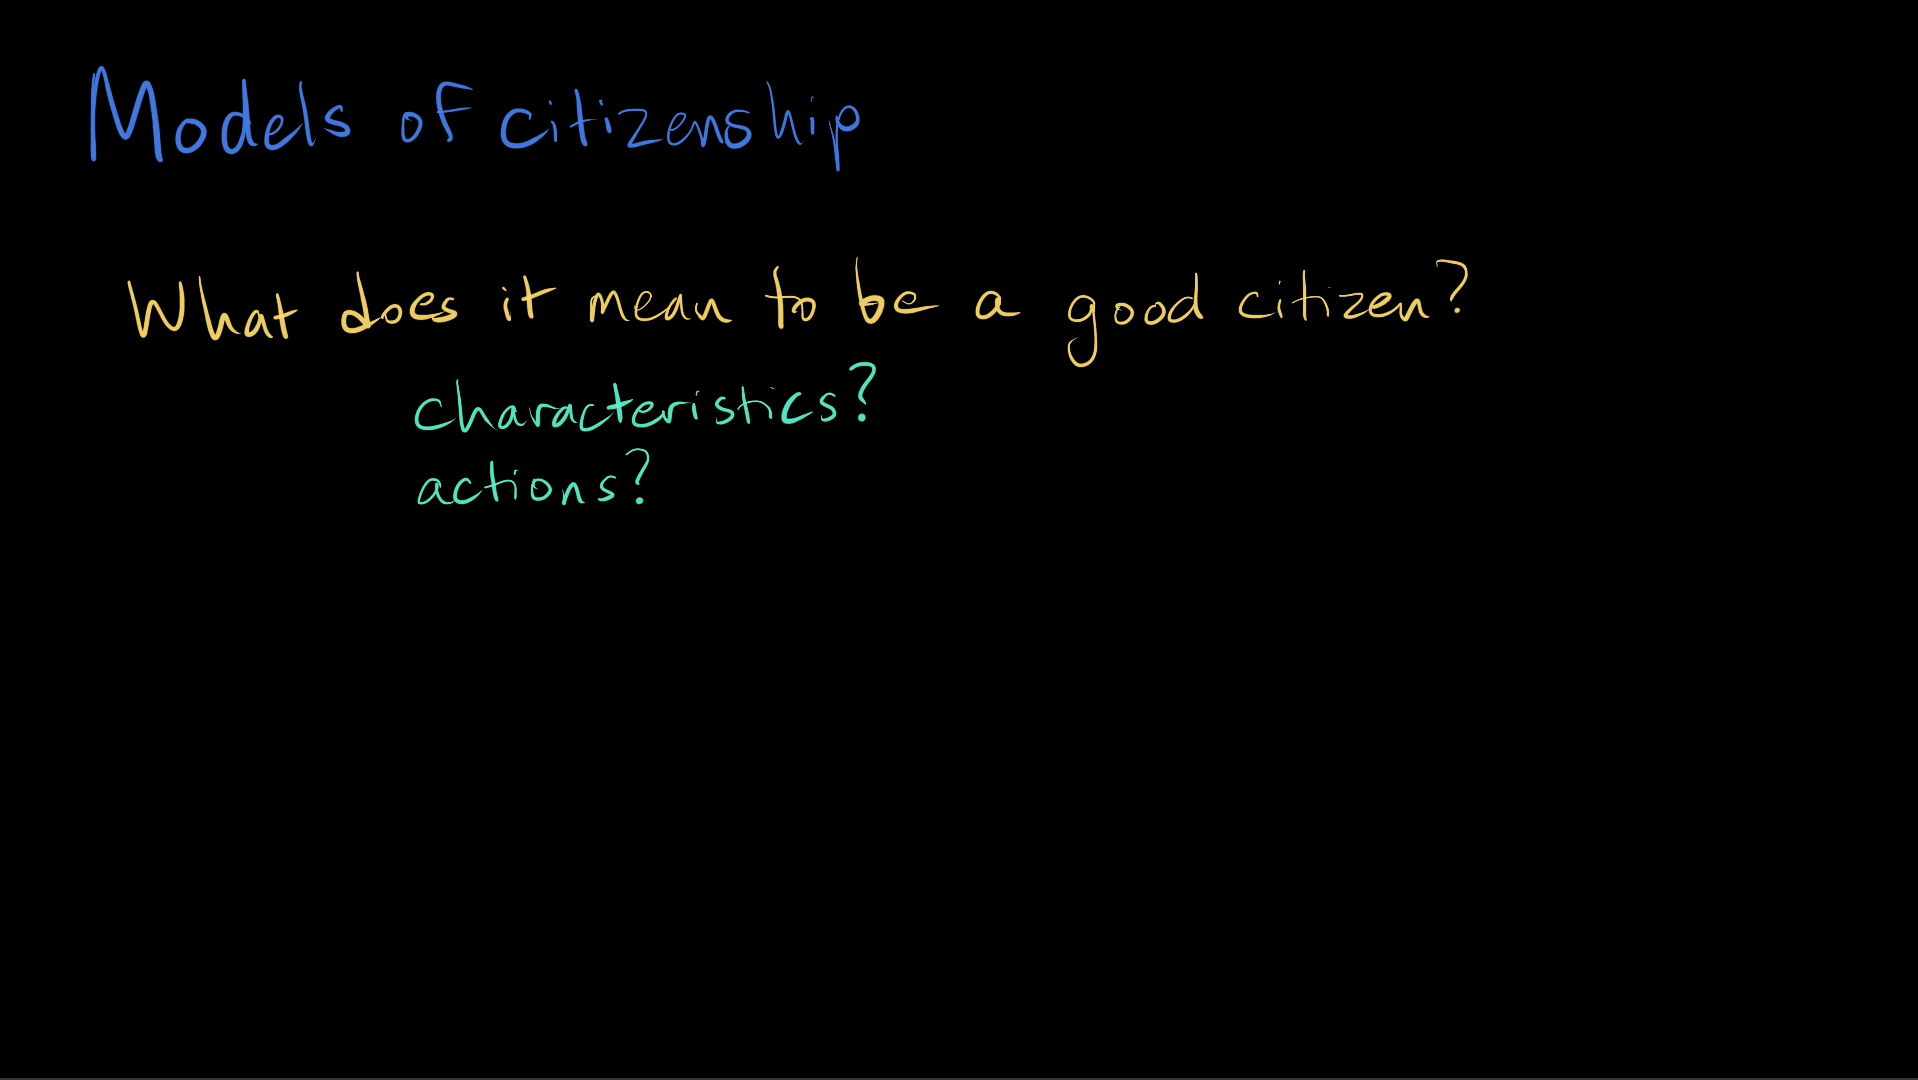 Models of citizenship
What does it mean to be a good citizen?
characteristics?
actions?